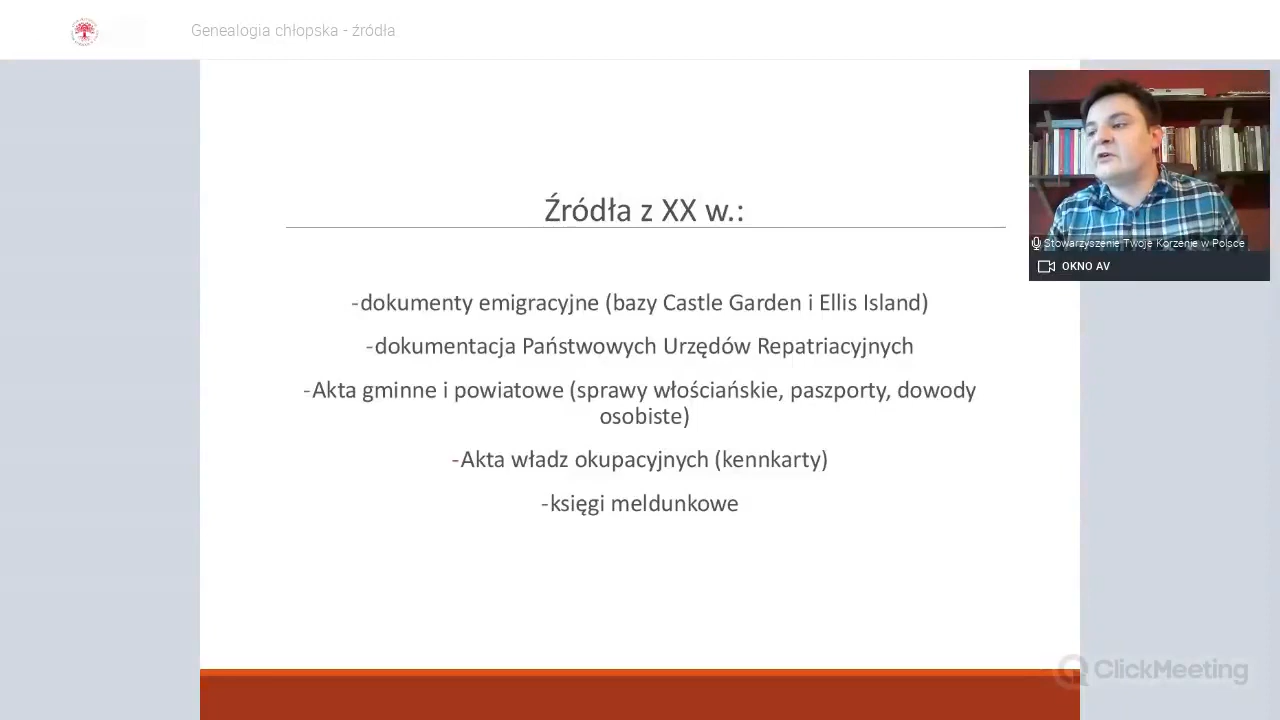 Genealogia chłopska - źródła
Źródła z XX w.:
-dokumenty emigracyjne (bazy Castle Garden i Ellis Island)
-dokumentacja Państwowych Urzędów Repatriacyjnych
-Akta gminne i powiatowe (sprawy włościańskie, paszporty, dowody
osobiste)
-Akta władz okupacyjnych (kennkarty)
-księgi meldunkowe
Stowarzyszenie Twoje Korzenie w Polsce
OKNO AV
ClickMeeting